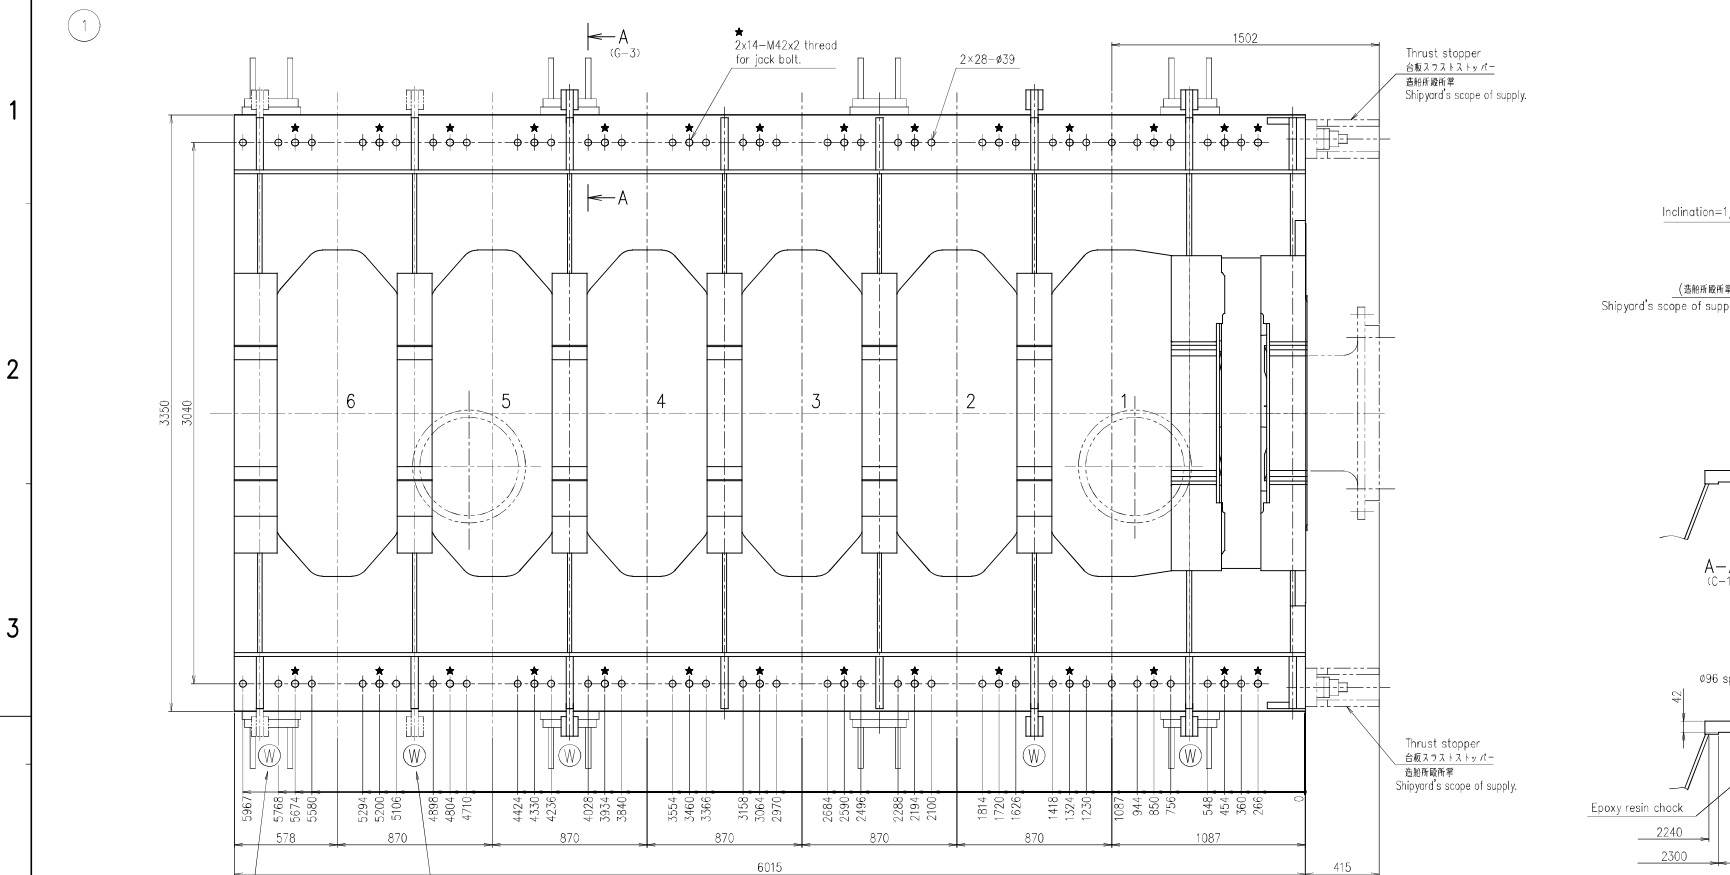 1
A
(G-3)
★
2x14-M42x2 thread
for jack bolt.
2×28-ø39
1502
Thrust stopper
台板スラストストッパー
造船所殿所掌
Shipyard's scope of supply.
1
A
Inclination=1
(造船所殿所掌
Shipyard's scope of supp
2
3350
3040
6
5
4
3
2
1
A-
(C-1
3
ø96 s
42
W
W
W
W
W
Thrust stopper
台板スラストストッパー
造船所殿所掌
Shipyard's scope of supply.
Epoxy resin chock
5967
5768
5674
5580
5294
5200
5106
4898
4804
4710
4424
4330
4236
4028
3934
3840
3554
3460
3366
3158
3064
2970
2684
2590
2496
2288
2194
2100
1814
1720
1626
1418
1324
1230
1087
944
850
756
548
454
360
266
0
578
870
870
870
870
870
1087
2240
2300
6015
415